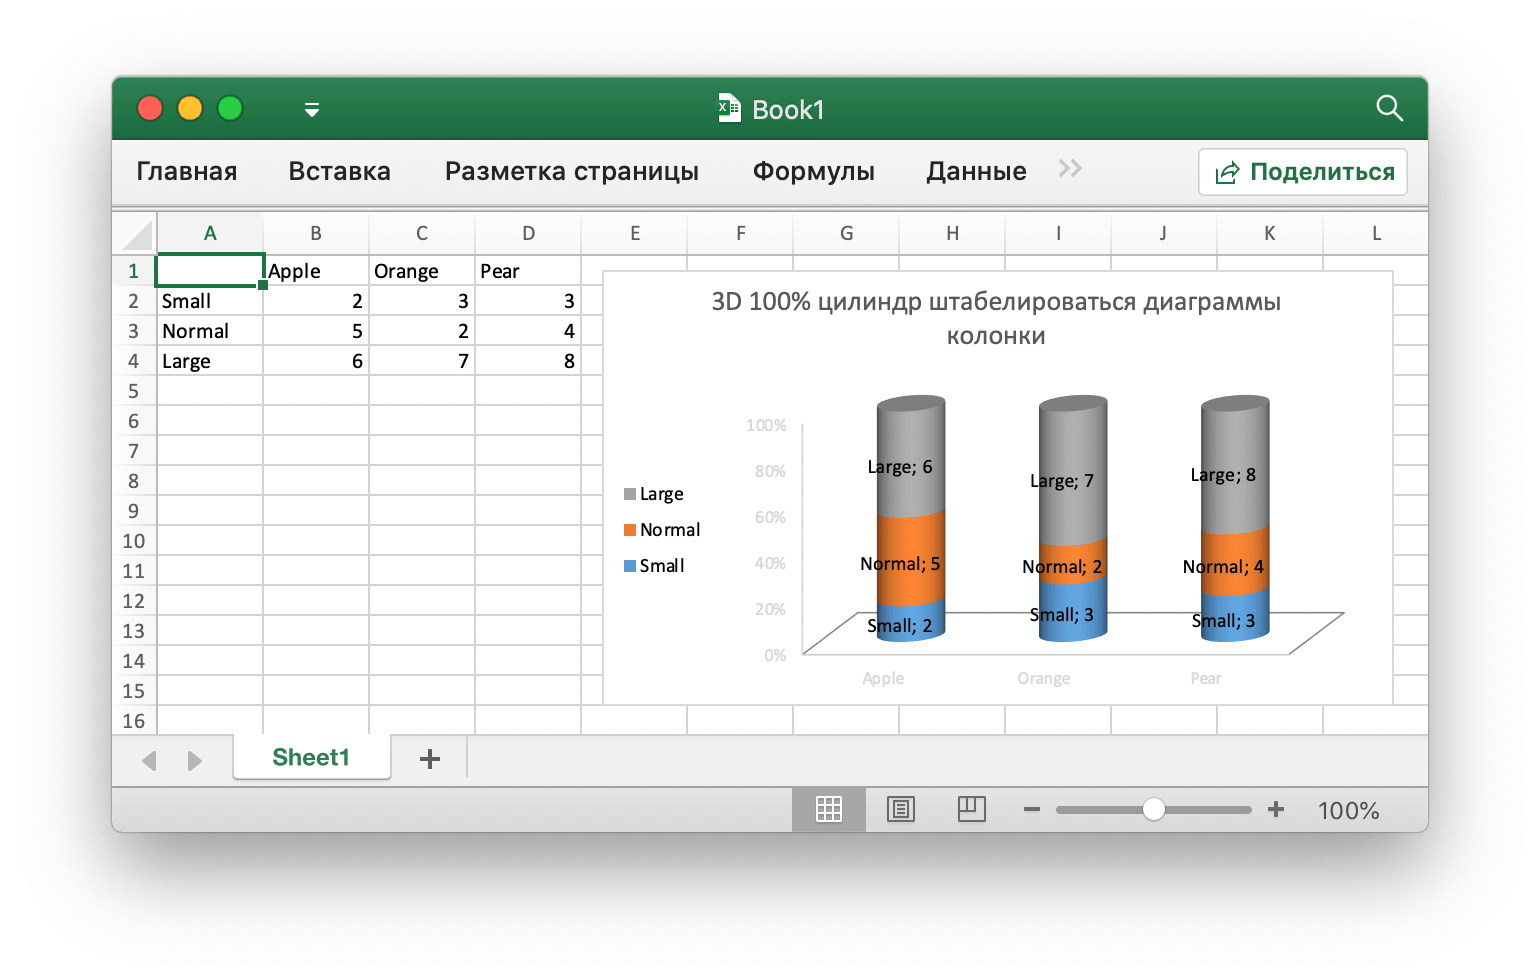 Book1
Главная Вставка Разметка страницы Формулы Данные Поделиться
A B C D E F G H I J K L
1 Apple Orange Pear
2 Small 2 3 3
3 Normal 5 2 4
4 Large 6 7 8
5
6
7
8
9
10
11
12
13
14
15
16
3D 100% цилиндр штабелироваться диаграммы
колонки
100%
80%
60%
40%
20%
0%
Large
Normal
Small
Large; 6 Large; 7 Large; 8
Normal; 5 Normal; 2 Normal; 4
Small; 2 Small; 3 Small; 3
Apple Orange Pear
Sheet1
100%